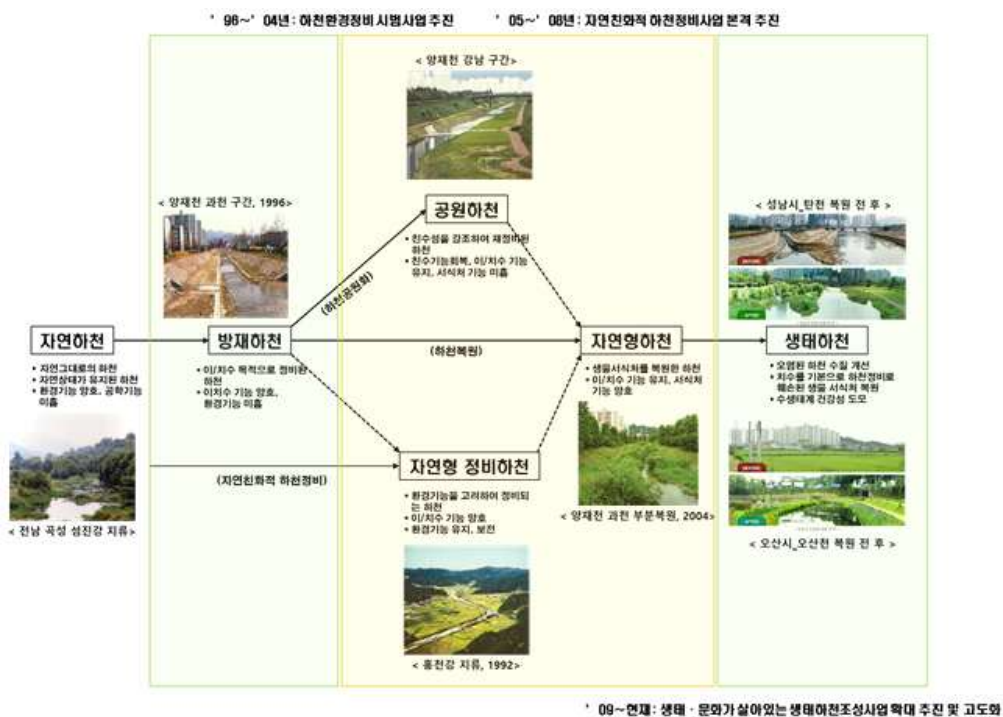 ' 96~' 04년 : 하천환경정비 시범사업 추진
' 05~' 08년 : 자연친화적 하천정비사업 본격 추진
< 양재천 강남 구간>
< 양재천 과천 구간, 1996>
공원하천
• 친수성을 강조하여 재정비된
하천
• 친수기능회복, 이/치수 기능
유지, 서식처 기능 미흡
< 성남시_탄천 복원 전 후 >
(하천공원화)
자연하천
• 자연그대로의 하천
• 자연상태가 유지된 하천
• 환경기능 양호, 공학기능
미흡
방재하천
• 이/치수 목적으로 정비된
하천
• 이치수 기능 양호,
환경기능 미흡
(하천복원)
자연형하천
• 생물서식처를 복원한 하천
• 이/치수 기능 유지, 서식처
기능 양호
생태하천
• 오염된 하천 수질 개선
• 치수를 기본으로 하천정비로
훼손된 생물 서식처 복원
• 수생태계 건강성 도모
< 전남 곡성 섬진강 지류>
(자연친화적 하천정비)
자연형 정비하천
• 환경기능을 고려하여 정비되
는 하천
• 이/치수 기능 양호
• 환경기능 유지, 보전
< 양재천 과천 부분복원, 2004>
< 오산시_오산천 복원 전 후 >
< 홍천강 지류, 1992>
' 09~현재 : 생태 · 문화가 살아있는 생태하천조성사업 확대 추진 및 고도화